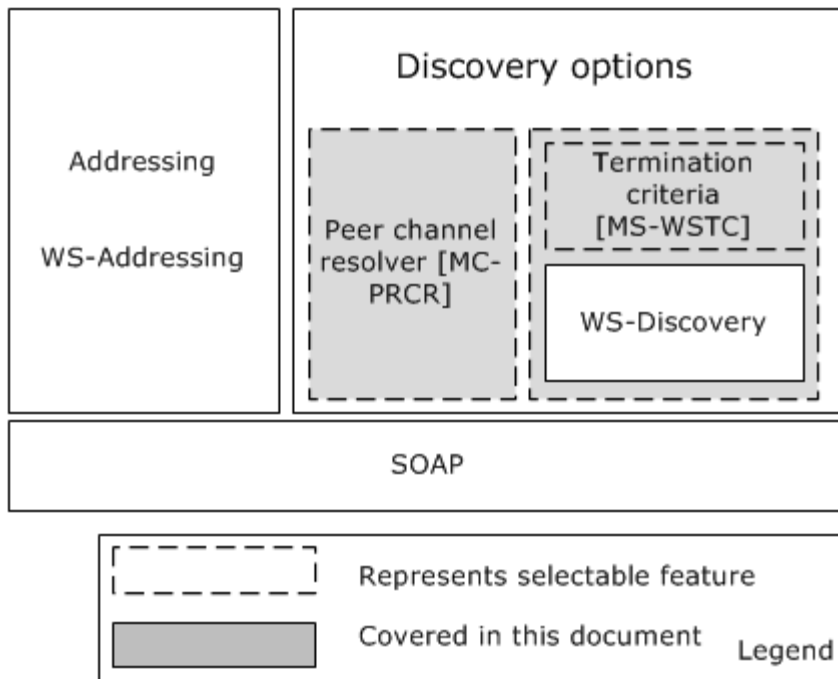 Addressing
WS-Addressing
Discovery options
Peer channel
resolver [MC-
PRCR]
Termination
criteria
[MS-WSTC]
WS-Discovery
SOAP
Represents selectable feature
Covered in this document
Legend